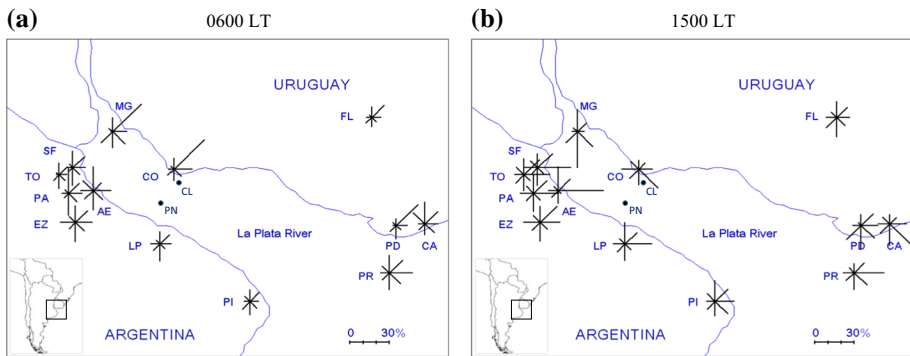 (a) 0600 LT
URUGUAY
MG
FL
SF
TO
CO
CL
PA
AE
PN
EZ
LP
La Plata River
PD
CA
PR
PI
ARGENTINA
0 30%
(b) 1500 LT
URUGUAY
MG
FL
SF
TO
CO
CL
PA
AE
PN
EZ
LP
La Plata River
PD
CA
PR
PI
ARGENTINA
0 30%